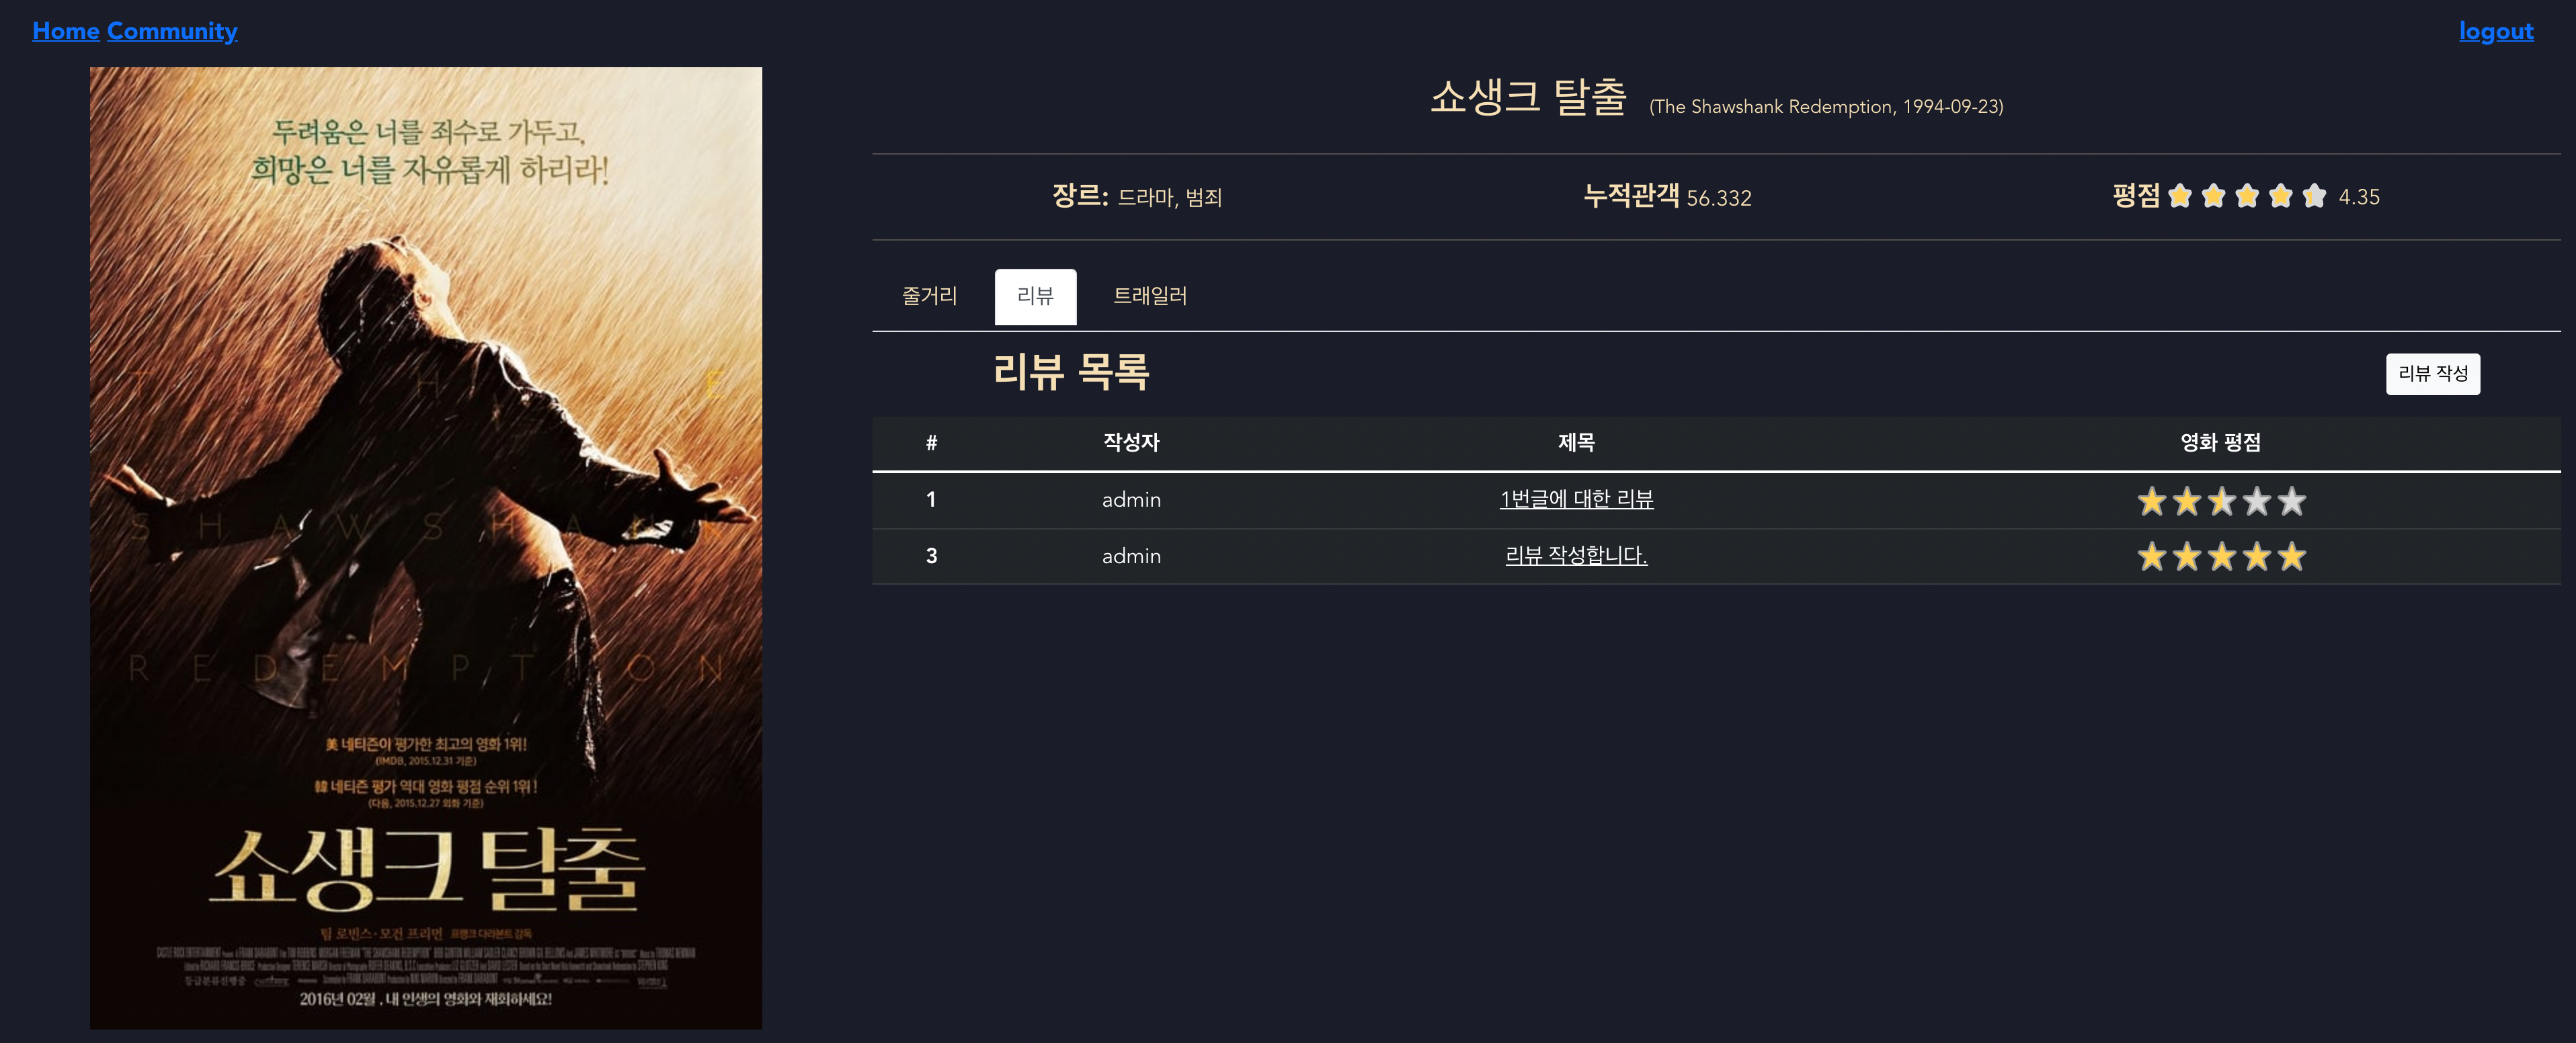 Home Community
logout
두려움은 너를 죄수로 가두고,
희망은 너를 자유롭게 하리라!
T H E
S H A W S H A N K
R E D E M P T I O N
美 네티즌이 평가한 최고의 영화 1위!
(IMDB, 2015.12.31 기준)
韓 네티즌 평가 역대 영화 평점 순위 1위!
(다음, 2015.12.27 외화 기준)
쇼생크 탈출
팀 로빈스·모건 프리먼 프랭크 다라본트 감독
2016년 02월, 내 인생의 영화와 재회하세요!
쇼생크 탈출 (The Shawshank Redemption, 1994-09-23)
장르: 드라마, 범죄
누적관객 56.332
평점 4.35
줄거리 리뷰 트래일러
리뷰 목록
리뷰 작성
# 작성자 제목 영화 평점
1 admin 1번글에 대한 리뷰
3 admin 리뷰 작성합니다.